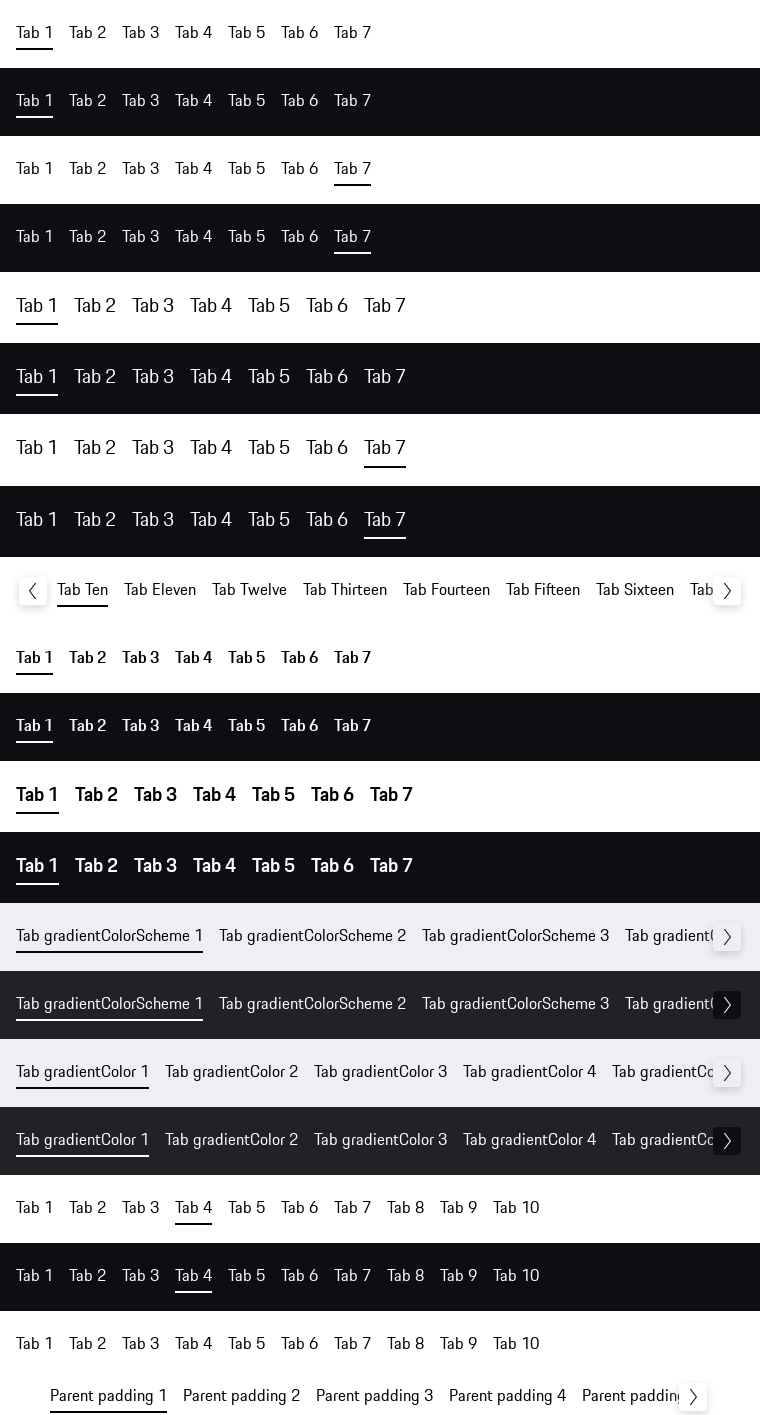 Tab 1 Tab 2 Tab 3 Tab 4 Tab 5 Tab 6 Tab 7
Tab 1 Tab 2 Tab 3 Tab 4 Tab 5 Tab 6 Tab 7
Tab 1 Tab 2 Tab 3 Tab 4 Tab 5 Tab 6 Tab 7
Tab 1 Tab 2 Tab 3 Tab 4 Tab 5 Tab 6 Tab 7
Tab 1 Tab 2 Tab 3 Tab 4 Tab 5 Tab 6 Tab 7
Tab 1 Tab 2 Tab 3 Tab 4 Tab 5 Tab 6 Tab 7
Tab 1 Tab 2 Tab 3 Tab 4 Tab 5 Tab 6 Tab 7
Tab 1 Tab 2 Tab 3 Tab 4 Tab 5 Tab 6 Tab 7
Tab Ten Tab Eleven Tab Twelve Tab Thirteen Tab Fourteen Tab Fifteen Tab Sixteen Tab
Tab 1 Tab 2 Tab 3 Tab 4 Tab 5 Tab 6 Tab 7
Tab 1 Tab 2 Tab 3 Tab 4 Tab 5 Tab 6 Tab 7
Tab 1 Tab 2 Tab 3 Tab 4 Tab 5 Tab 6 Tab 7
Tab 1 Tab 2 Tab 3 Tab 4 Tab 5 Tab 6 Tab 7
Tab gradientColorScheme 1 Tab gradientColorScheme 2 Tab gradientColorScheme 3 Tab gradientC
Tab gradientColorScheme 1 Tab gradientColorScheme 2 Tab gradientColorScheme 3 Tab gradientC
Tab gradientColor 1 Tab gradientColor 2 Tab gradientColor 3 Tab gradientColor 4 Tab gradientCo
Tab gradientColor 1 Tab gradientColor 2 Tab gradientColor 3 Tab gradientColor 4 Tab gradientCo
Tab 1 Tab 2 Tab 3 Tab 4 Tab 5 Tab 6 Tab 7 Tab 8 Tab 9 Tab 10
Tab 1 Tab 2 Tab 3 Tab 4 Tab 5 Tab 6 Tab 7 Tab 8 Tab 9 Tab 10
Tab 1 Tab 2 Tab 3 Tab 4 Tab 5 Tab 6 Tab 7 Tab 8 Tab 9 Tab 10
Parent padding 1 Parent padding 2 Parent padding 3 Parent padding 4 Parent padding